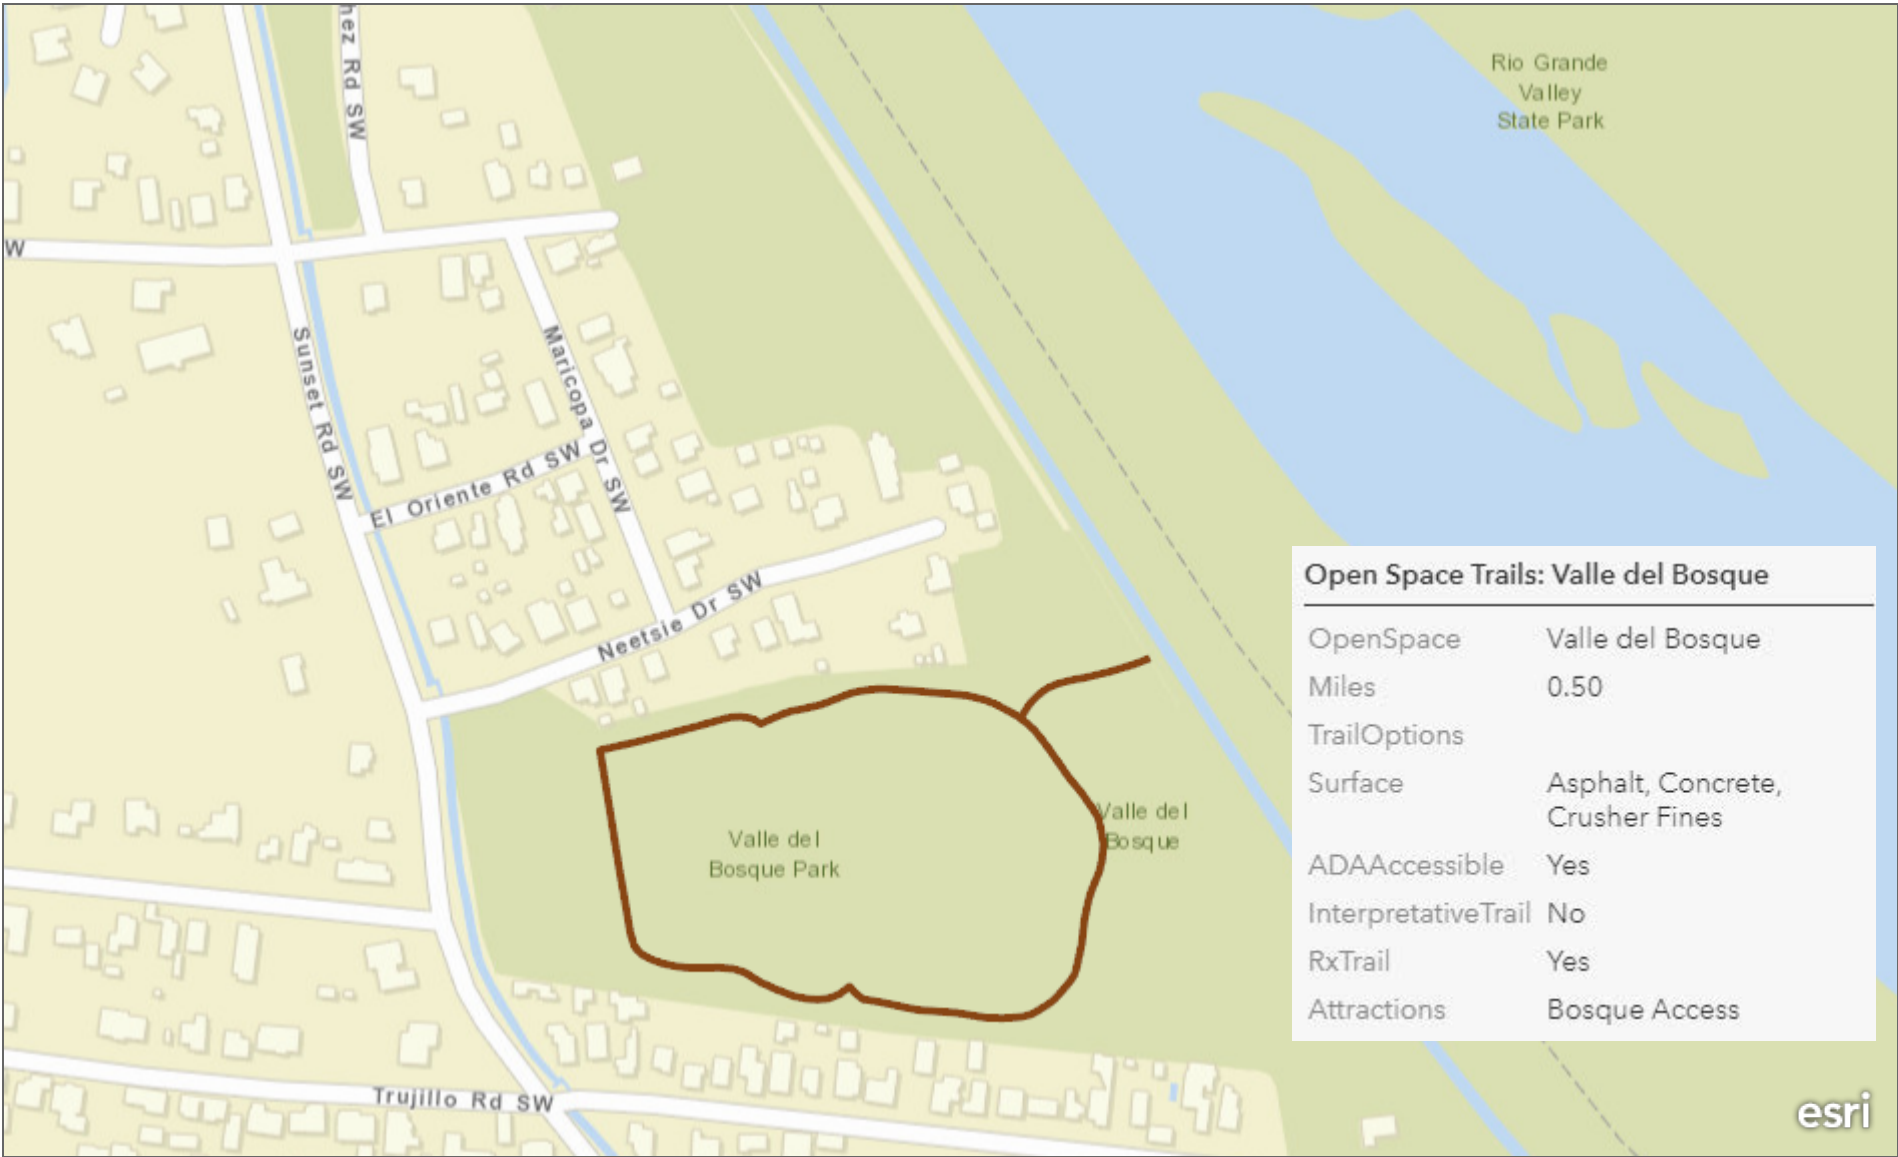 hez Rd SW
Rio Grande
Valley
State Park
W
Sunset Rd SW
Maricopa Dr SW
El Oriente Rd SW
Neetsie Dr SW
Valle del
Bosque Park
Valle del
Bosque
Trujillo Rd SW
Open Space Trails: Valle del Bosque
OpenSpace Valle del Bosque
Miles 0.50
TrailOptions
Surface Asphalt, Concrete,
Crusher Fines
ADAAccessible Yes
InterpretativeTrail No
RxTrail Yes
Attractions Bosque Access
esri